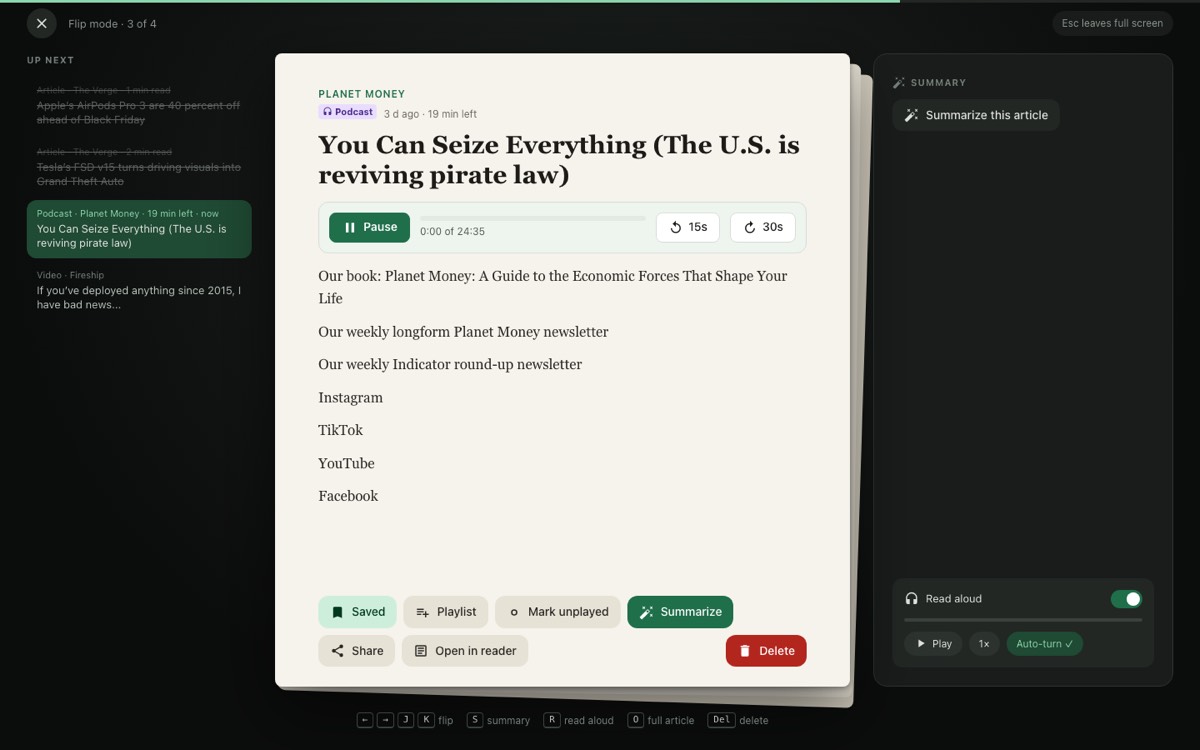 Flip mode · 3 of 4
Esc leaves full screen
UP NEXT
Article · The Verge · 1 min read
Apple's AirPods Pro 3 are 40 percent off
ahead of Black Friday
Article · The Verge · 2 min read
Tesla's FSD v15 turns driving visuals into
Grand Theft Auto
Podcast · Planet Money · 19 min left · now
You Can Seize Everything (The U.S. is
reviving pirate law)
Video · Fireship
If you've deployed anything since 2015, I
have bad news...
PLANET MONEY
Podcast 3 d ago · 19 min left
You Can Seize Everything (The U.S. is
reviving pirate law)
Pause
0:00 of 24:35
15s
30s
Our book: Planet Money: A Guide to the Economic Forces That Shape Your
Life
Our weekly longform Planet Money newsletter
Our weekly Indicator round-up newsletter
Instagram
TikTok
YouTube
Facebook
Saved
Playlist
Mark unplayed
Summarize
Share
Open in reader
Delete
SUMMARY
Summarize this article
Read aloud
Play
1×
Auto-turn ✓
← → J K flip S summary R read aloud O full article Del delete